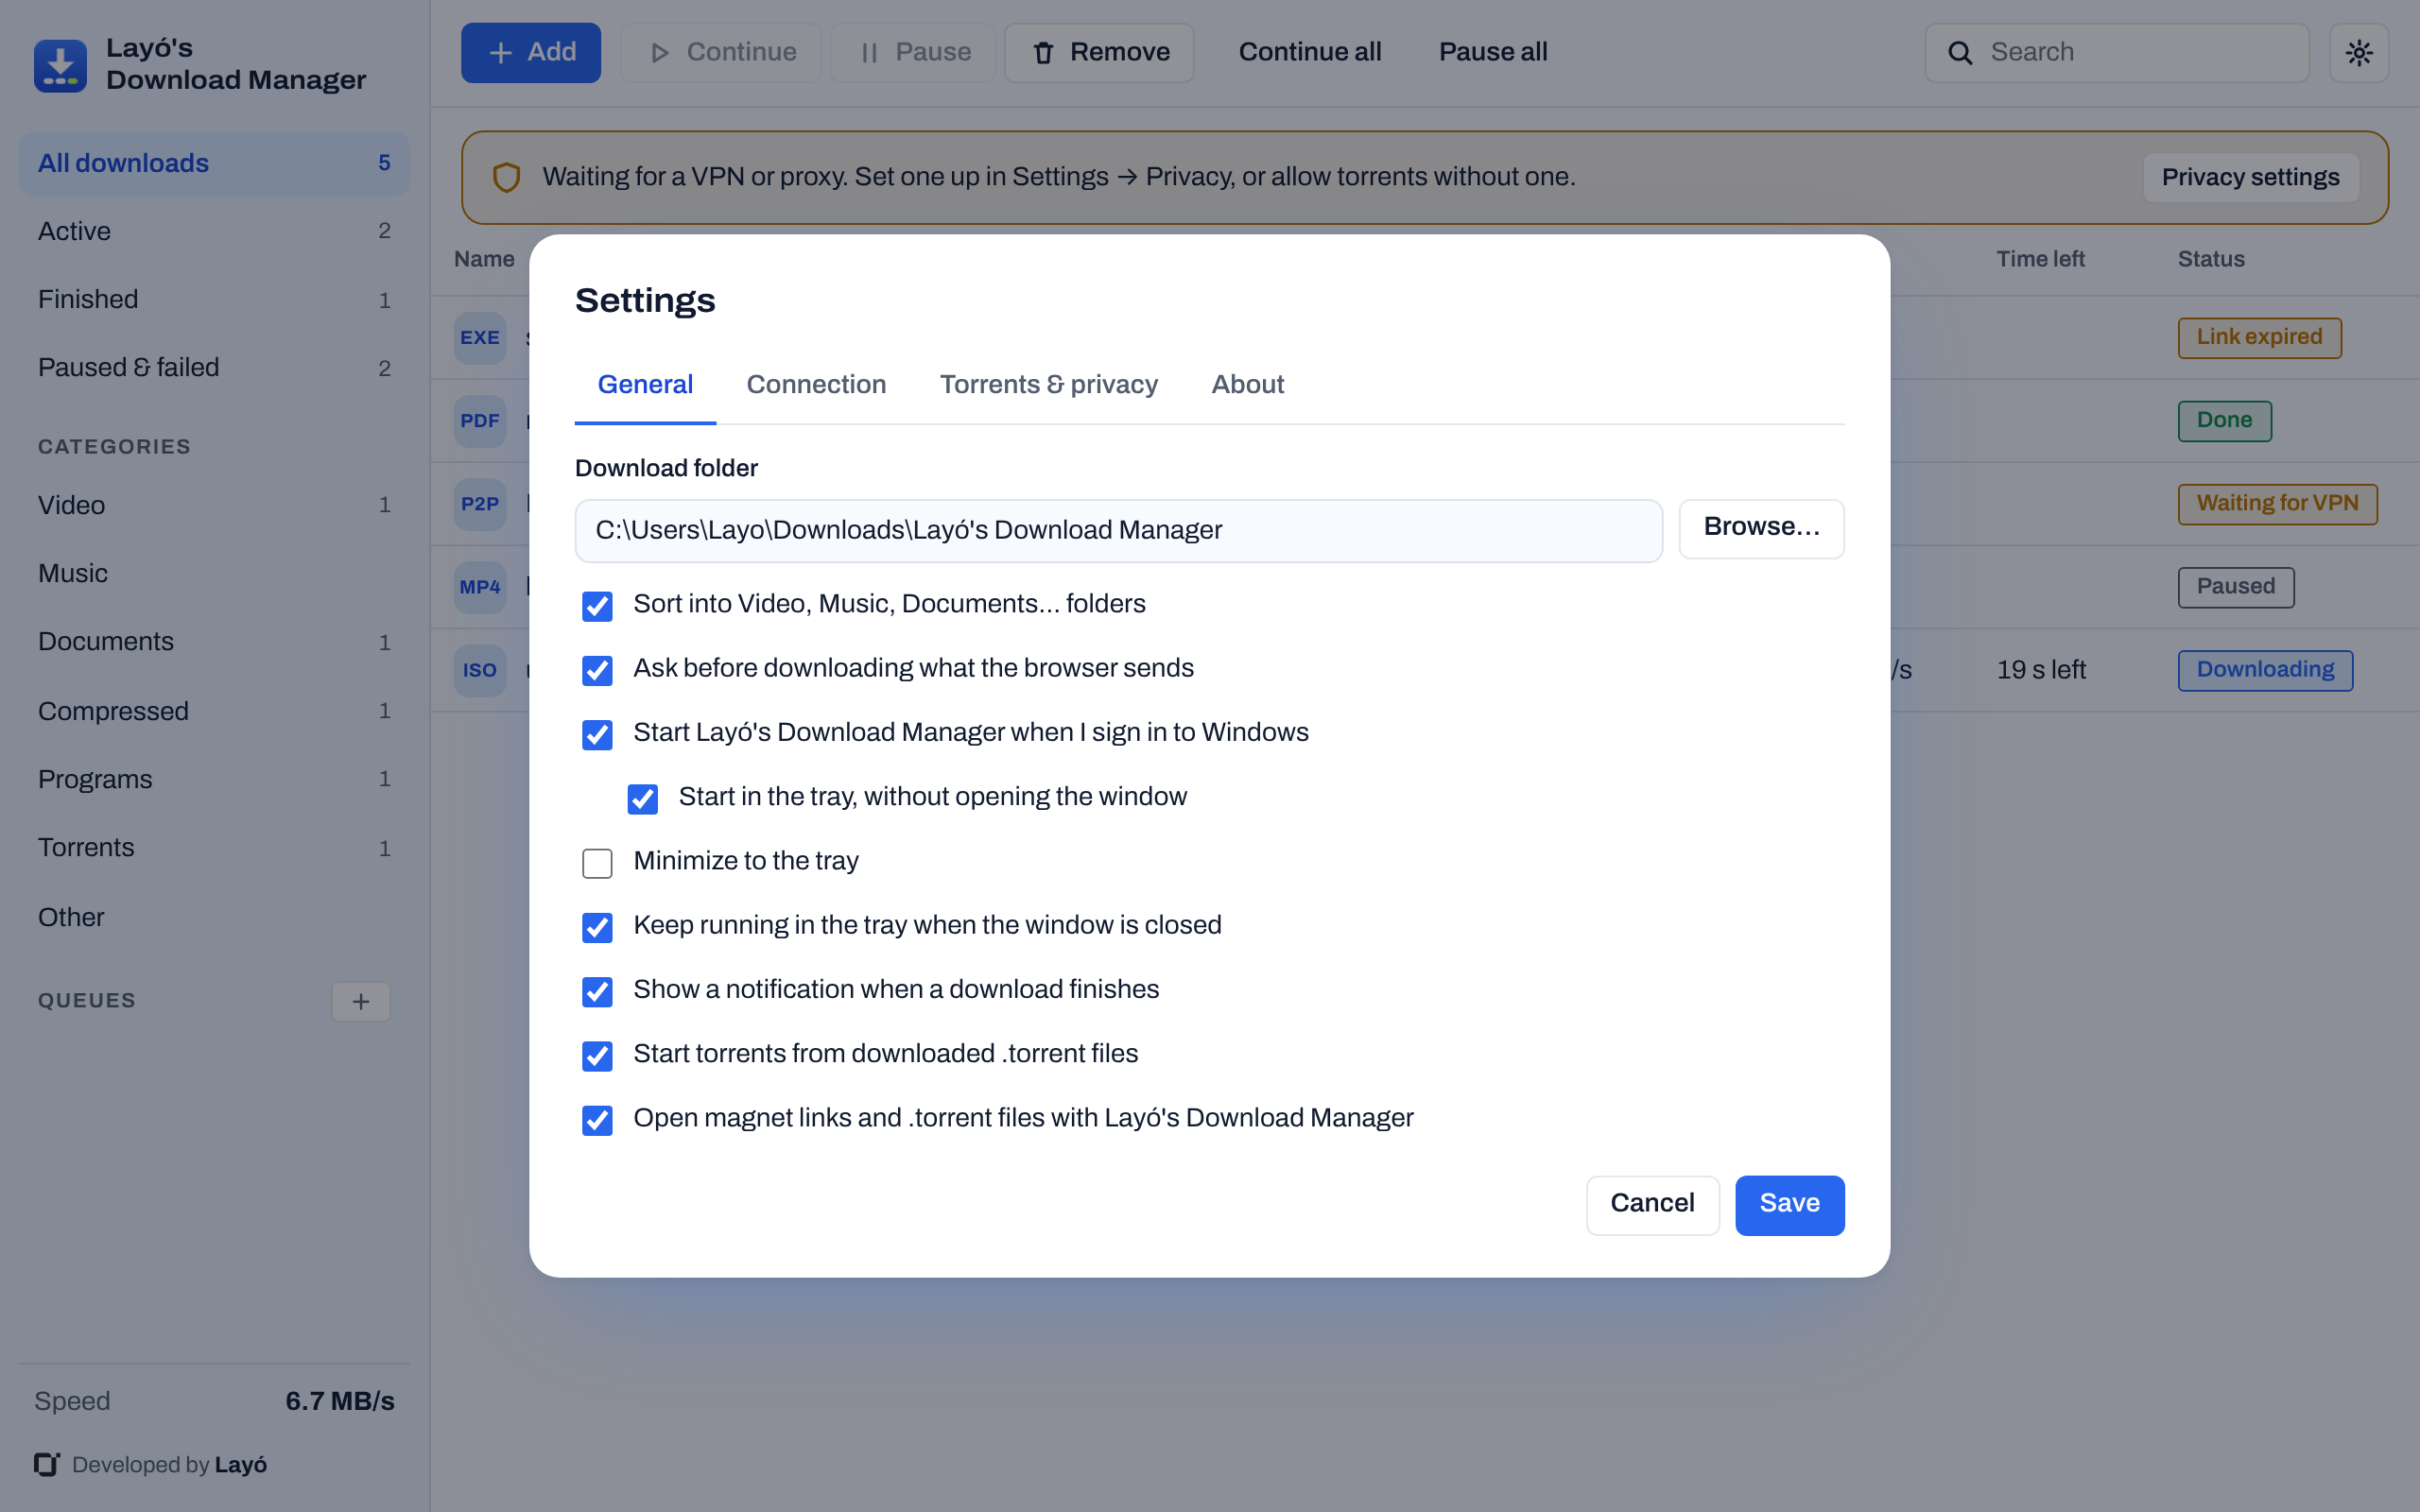 Layó's
Download Manager
All downloads 5
Active 2
Finished 1
Paused & failed 2
CATEGORIES
Video 1
Music
Documents 1
Compressed 1
Programs 1
Torrents 1
Other
QUEUES
Speed 6.7 MB/s
Developed by Layó
Add Continue Pause Remove Continue all Pause all Search
Waiting for a VPN or proxy. Set one up in Settings → Privacy, or allow torrents without one. Privacy settings
Name Time left Status
EXE Link expired
PDF Done
P2P Waiting for VPN
MP4 Paused
ISO /s 19 s left Downloading
Settings
General Connection Torrents & privacy About
Download folder
C:\Users\Layo\Downloads\Layó's Download Manager Browse...
Sort into Video, Music, Documents... folders
Ask before downloading what the browser sends
Start Layó's Download Manager when I sign in to Windows
Start in the tray, without opening the window
Minimize to the tray
Keep running in the tray when the window is closed
Show a notification when a download finishes
Start torrents from downloaded .torrent files
Open magnet links and .torrent files with Layó's Download Manager
Cancel Save